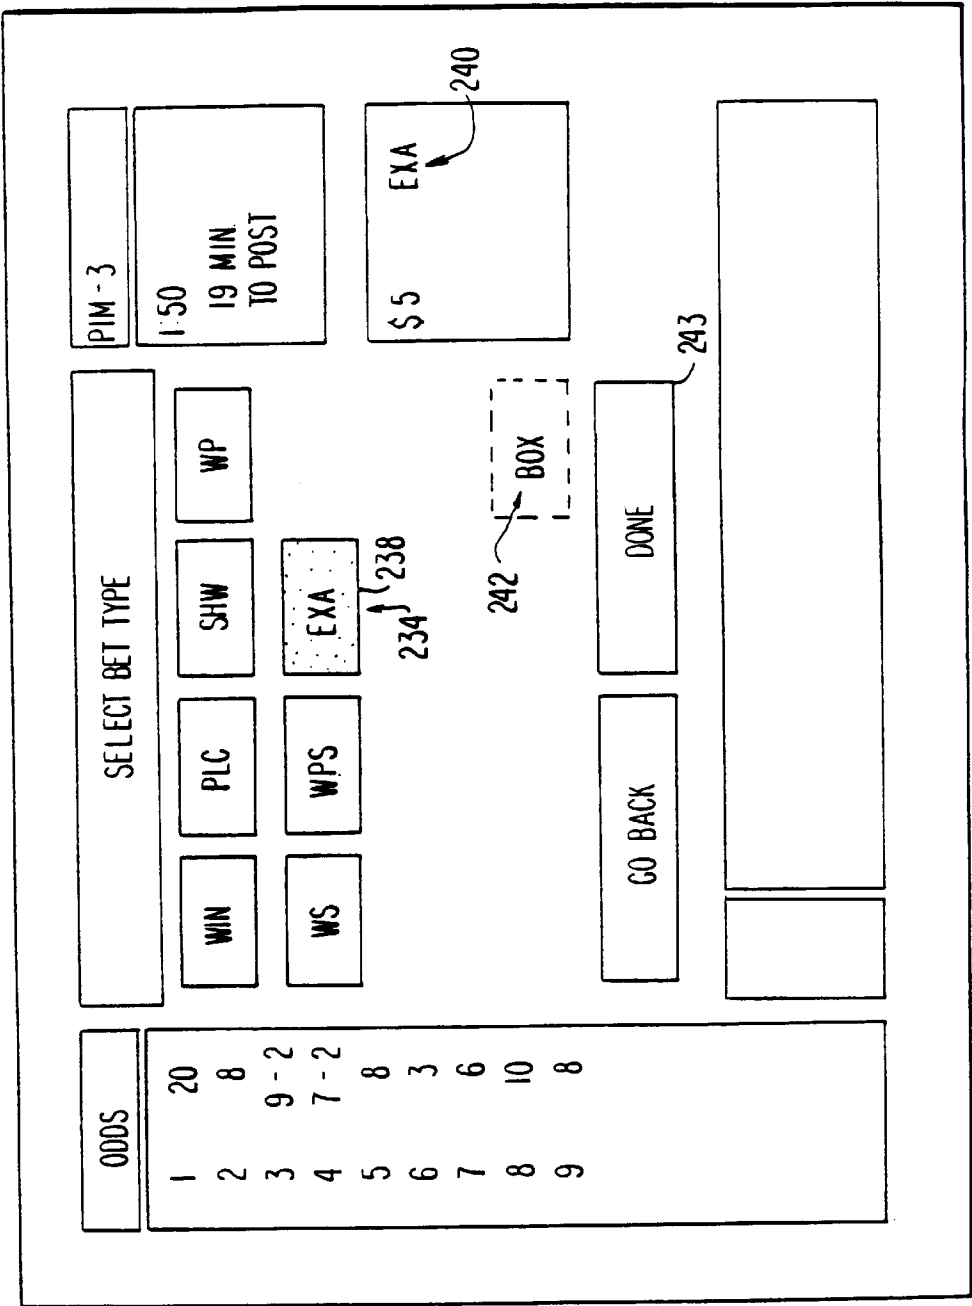 ODDS
1 20
2 8
3 9-2
4 7-2
5 8
6 3
7 6
8 10
9 8
SELECT BET TYPE
WIN PLC SHW WP
WS WPS EXA
238
234
242
BOX
GO BACK DONE
243
PIM-3
1:50
19 MIN.
TO POST
$5 EXA
240